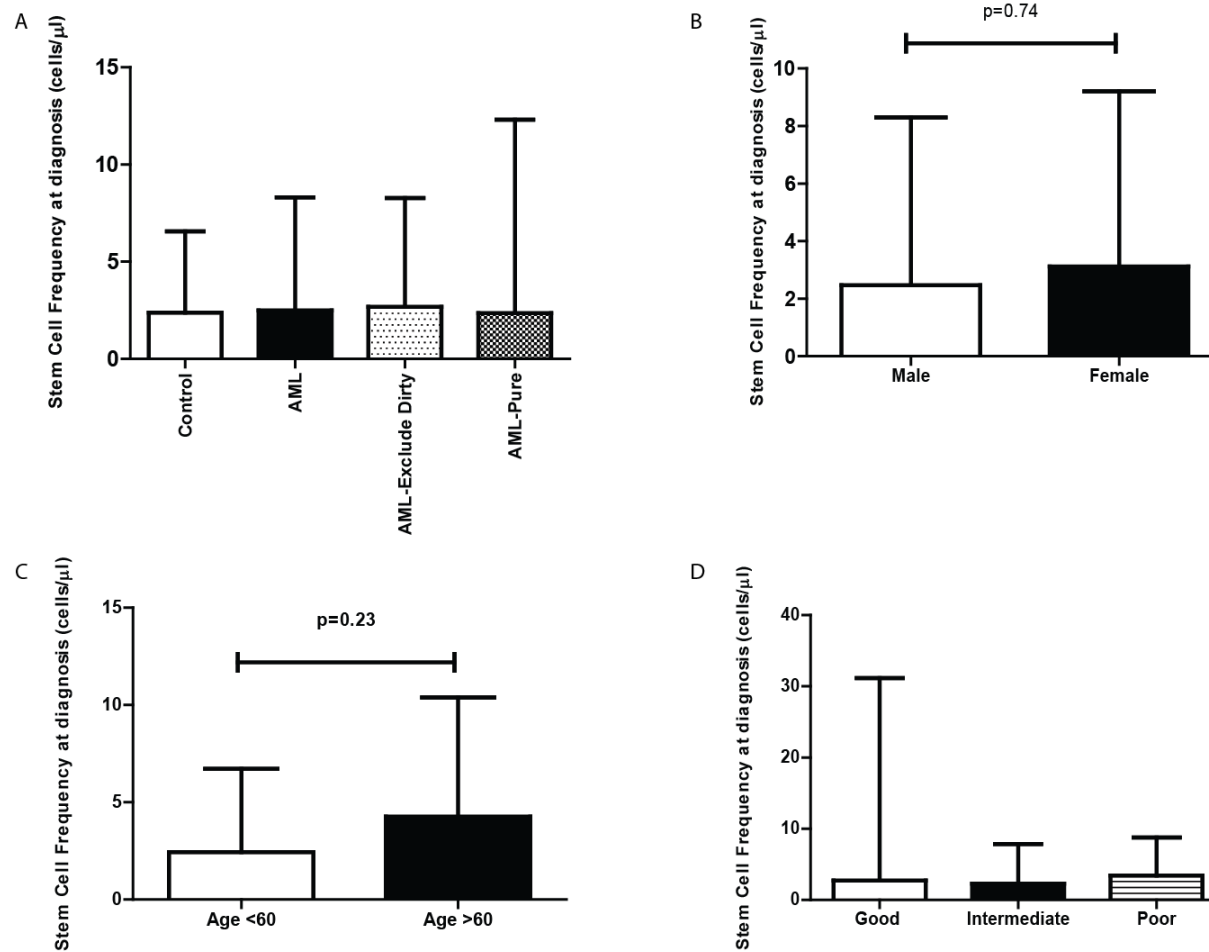 A
Stem Cell Frequency at diagnosis (cells/μl)
15
10
5
0
Control
AML
AML-Exclude Dirty
AML-Pure
B
p=0.74
Stem Cell Frequency at diagnosis (cells/μl)
10
8
6
4
2
0
Male
Female
C
Stem Cell Frequency at diagnosis (cells/μl)
p=0.23
15
10
5
0
Age <60
Age >60
D
Stem Cell Frequency at diagnosis (cells/μl)
40
30
20
10
0
Good
Intermediate
Poor